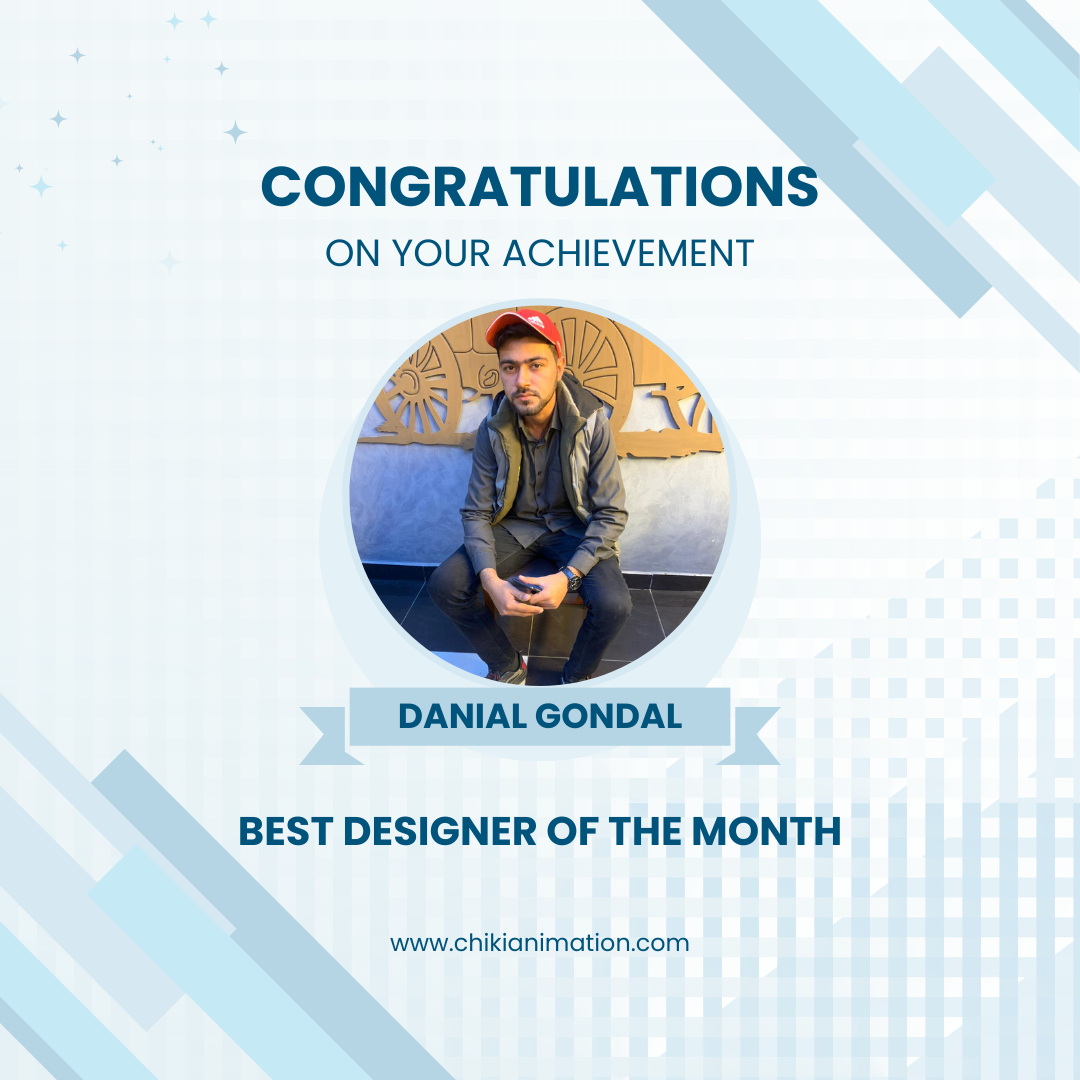 CONGRATULATIONS
ON YOUR ACHIEVEMENT
DANIAL GONDAL
BEST DESIGNER OF THE MONTH
www.chikianimation.com